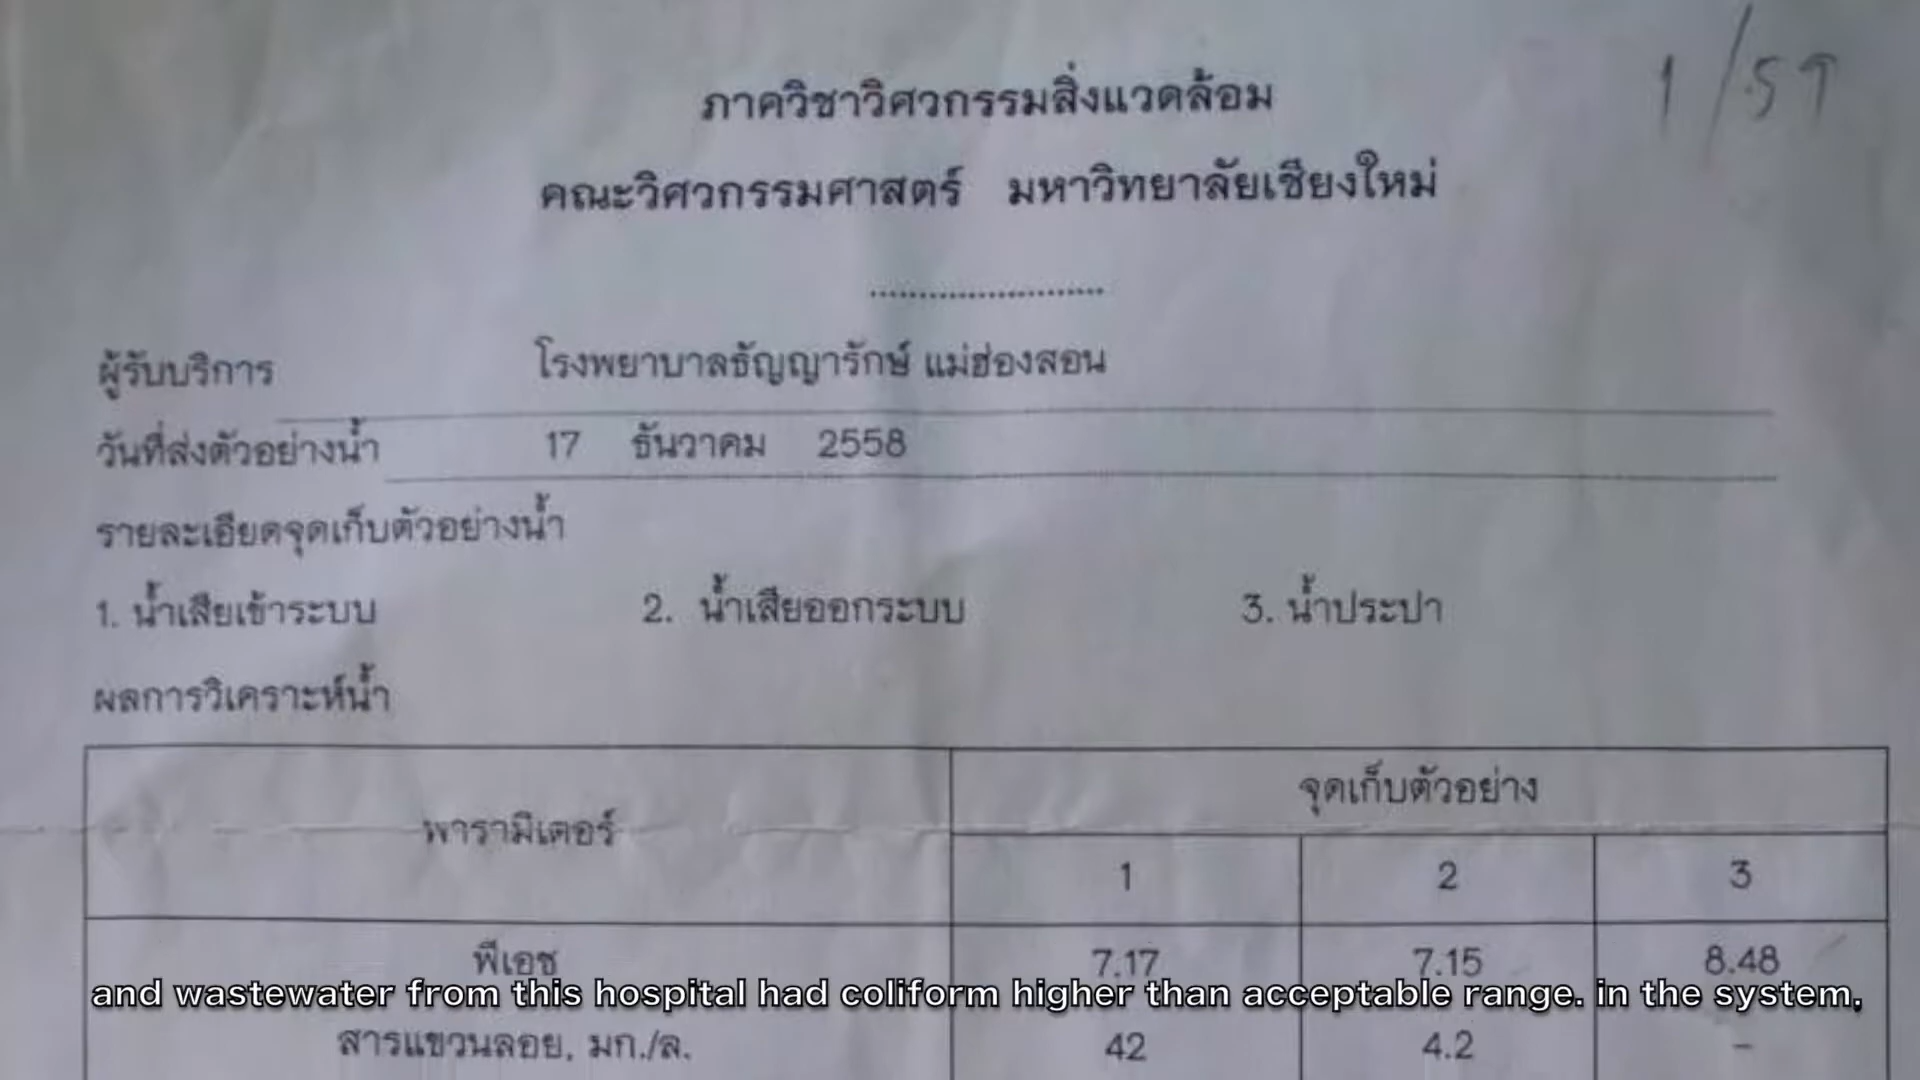 1/รต
ภาควิชาวิศวกรรมสิ่งแวดล้อม
คณะวิศวกรรมศาสตร์ มหาวิทยาลัยเชียงใหม่
........................
ผู้รับบริการ โรงพยาบาลธัญญารักษ์ แม่ฮ่องสอน
วันที่ส่งตัวอย่างน้ำ 17 ธันวาคม 2558
รายละเอียดจุดเก็บตัวอย่างน้ำ
1. น้ำเสียเข้าระบบ 2. น้ำเสียออกระบบ 3. น้ำประปา
ผลการวิเคราะห์น้ำ
พารามิเตอร์ จุดเก็บตัวอย่าง
1 2 3
พีเอช 7.17 7.15 8.48
and wastewater from this hospital had coliform higher than acceptable range. in the system,
สารแขวนลอย, มก./ล. 42 4.2 -